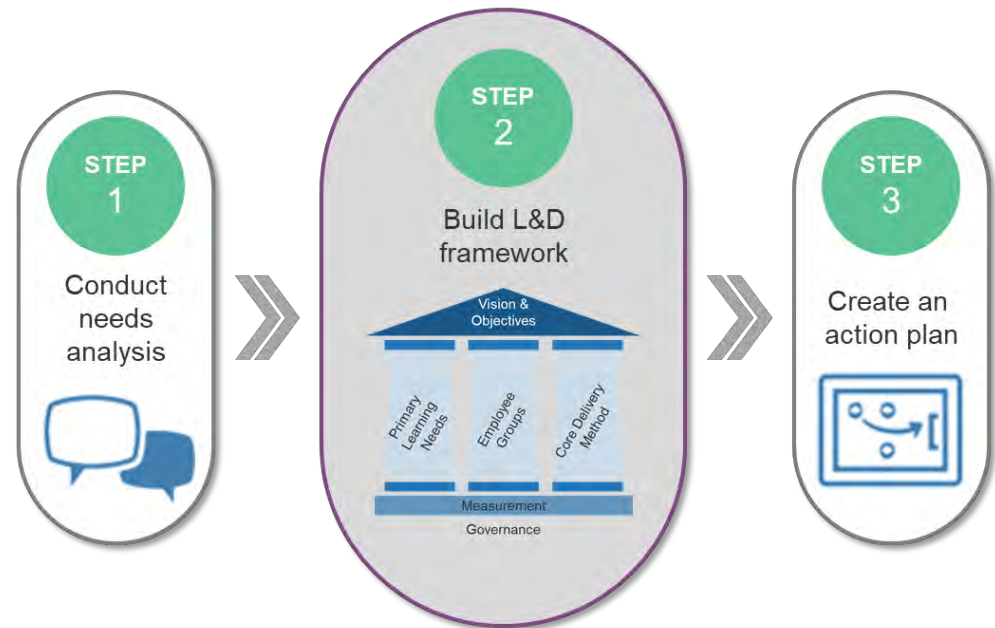 STEP
1
Conduct
needs
analysis
STEP
2
Build L&D
framework
Vision &
Objectives
Primary
Learning
Needs
Employee
Groups
Core Delivery
Method
Measurement
Governance
STEP
3
Create an
action plan